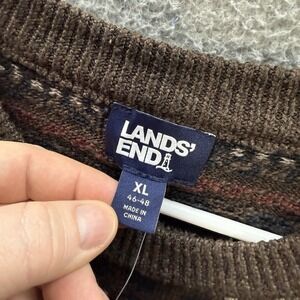 LANDS'
END
XL
46-48
MADE IN
CHINA